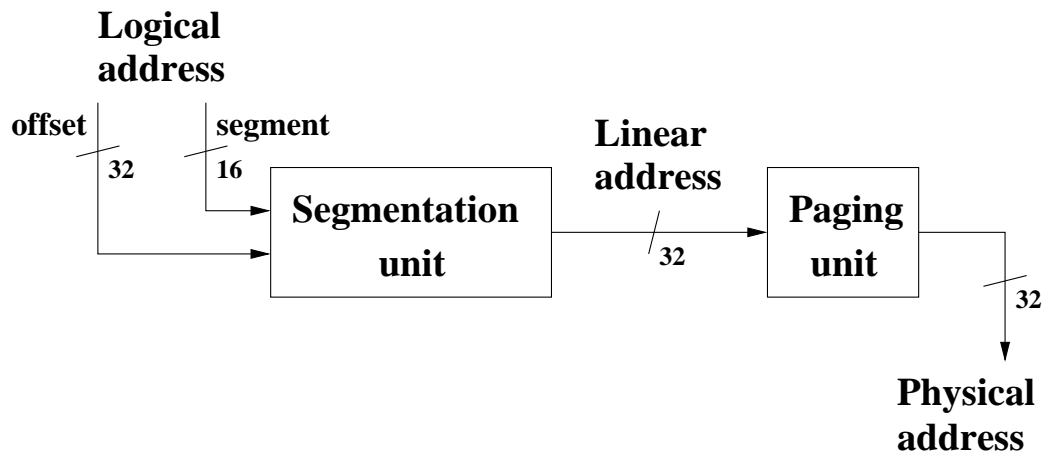 Logical
address
offset
segment
32
16
Segmentation
unit
Linear
address
32
Paging
unit
32
Physical
address